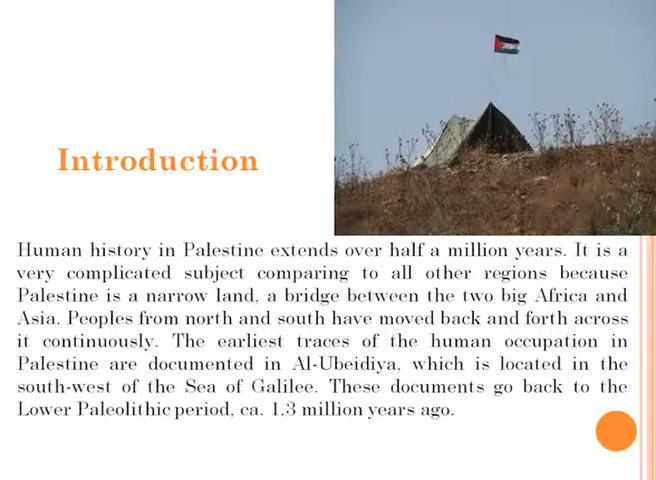 Introduction
Human history in Palestine extends over half a million years. It is a
very complicated subject comparing to all other regions because
Palestine is a narrow land, a bridge between the two big Africa and
Asia. Peoples from north and south have moved back and forth across
it continuously. The earliest traces of the human occupation in
Palestine are documented in Al-Ubeidiya, which is located in the
south-west of the Sea of Galilee. These documents go back to the
Lower Paleolithic period, ca. 1.3 million years ago.